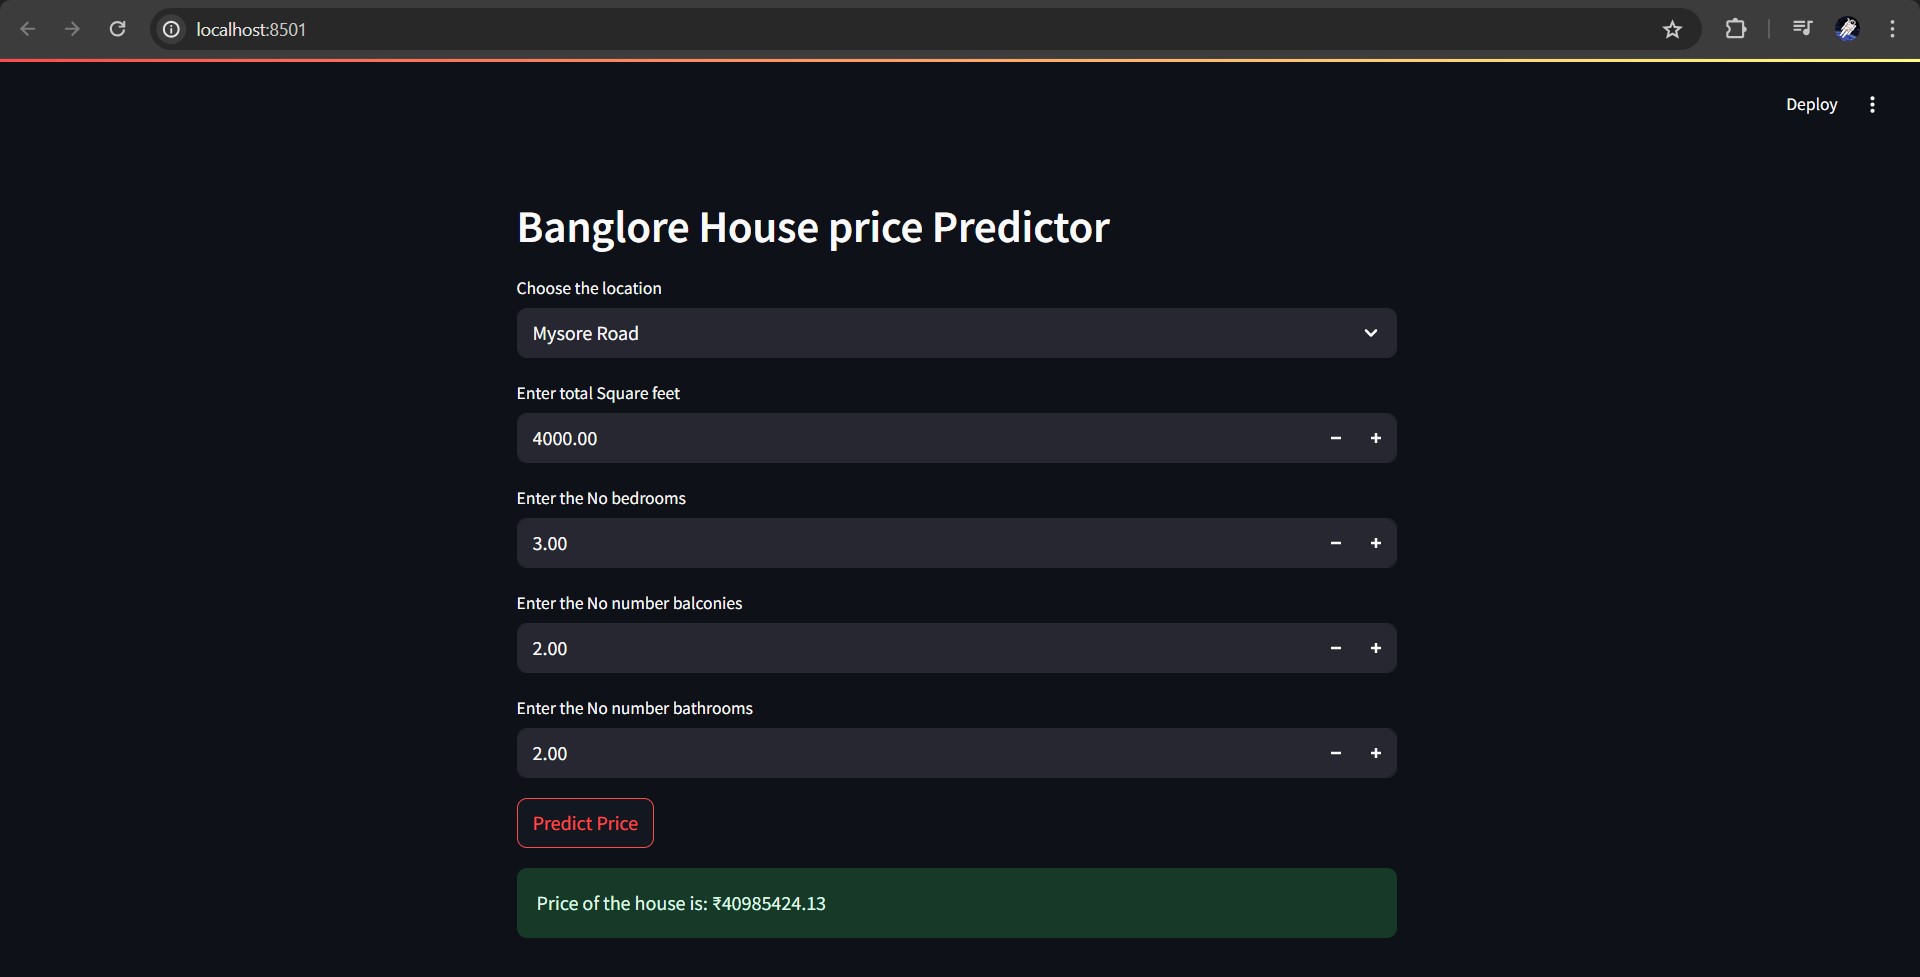 localhost:8501
Deploy
Banglore House price Predictor
Choose the location
Mysore Road
Enter total Square feet
4000.00
Enter the No bedrooms
3.00
Enter the No number balconies
2.00
Enter the No number bathrooms
2.00
Predict Price
Price of the house is: ₹40985424.13